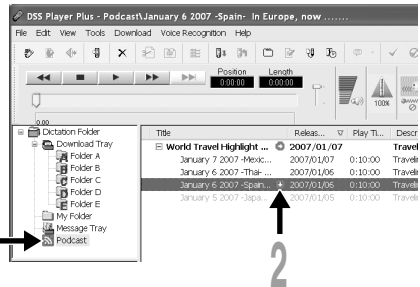 DSS Player Plus - Podcast\January 6 2007 -Spain- In Europe, now .......
File Edit View Tools Download Voice Recognition Help
Position Length
0:00:00 0:00:00
100%
0.00
Dictation Folder
Download Tray
Folder A
Folder B
Folder C
Folder D
Folder E
My Folder
Message Tray
Podcast
Title Releas... Play Ti... Descr
World Travel Highlight ... 2007/01/07 Travel
January 7 2007 -Mexic... 2007/01/07 0:10:00 Travelin
January 6 2007 -Thai- ... 2007/01/06 0:10:00 Travelin
January 6 2007 -Spain... 2007/01/06 0:10:00 Travelin
January 5 2007 -Japa... 2007/01/05 0:10:00 Travelin
2